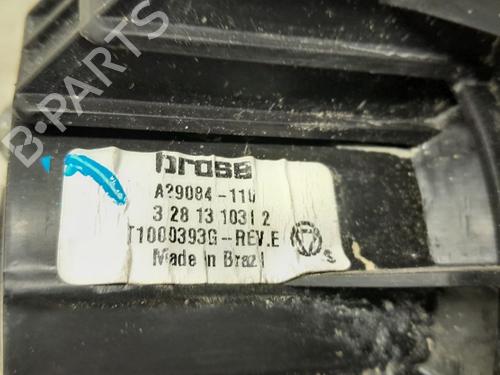 B-PARTS
brose
A29084-110
3 28 13 1031 2
T1000393G-REV.E
Made in Brazil
S